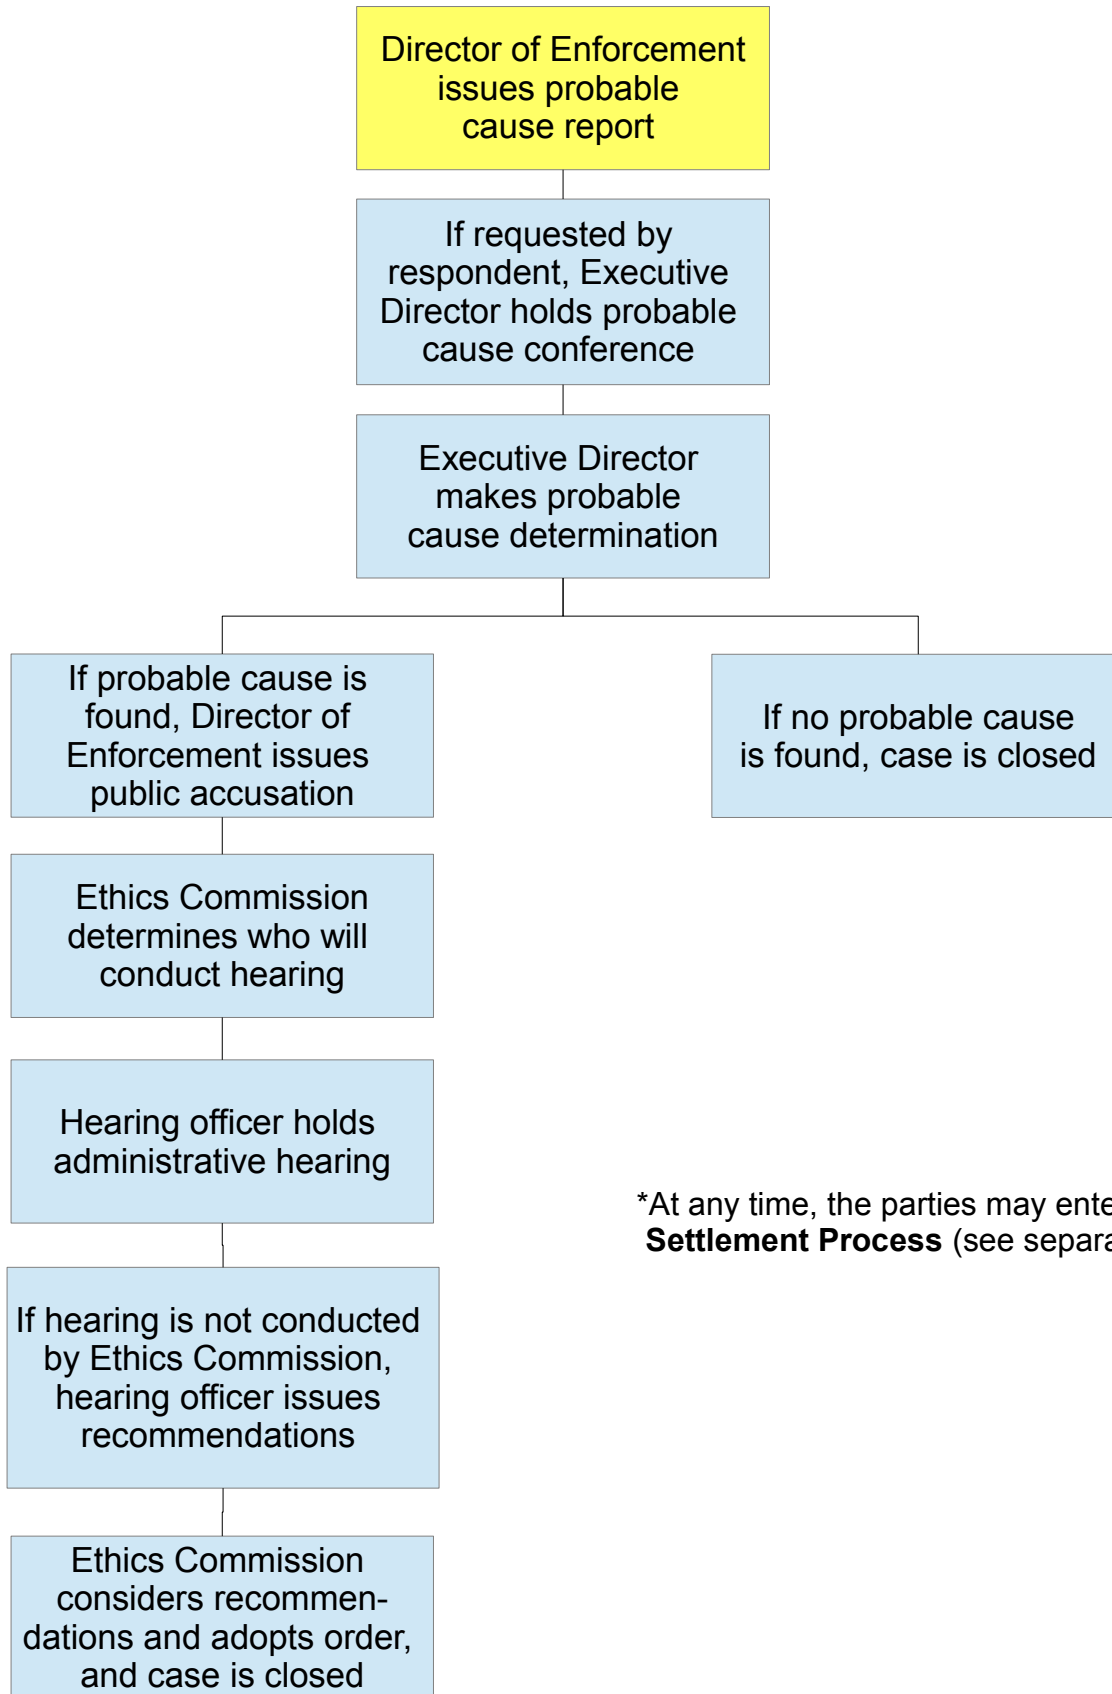 Director of Enforcement
issues probable
cause report
If requested by
respondent, Executive
Director holds probable
cause conference
Executive Director
makes probable
cause determination
If probable cause is
found, Director of
Enforcement issues
public accusation
If no probable cause
is found, case is closed
Ethics Commission
determines who will
conduct hearing
Hearing officer holds
administrative hearing
*At any time, the parties may
Settlement Process (see
If hearing is not conducted
by Ethics Commission,
hearing officer issues
recommendations
Ethics Commission
considers recommen-
dations and adopts order,
and case is closed